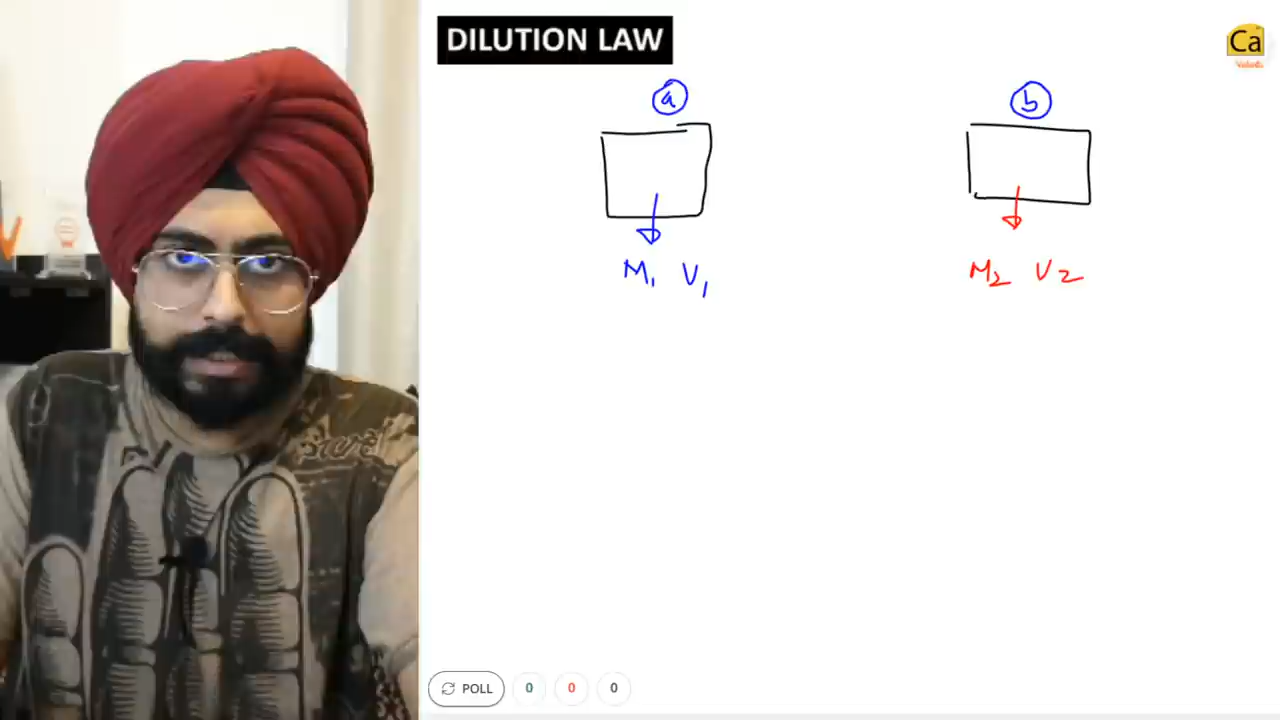 DILUTION LAW
Ca
a
b
M1 V1
M2 V2
POLL 0 0 0